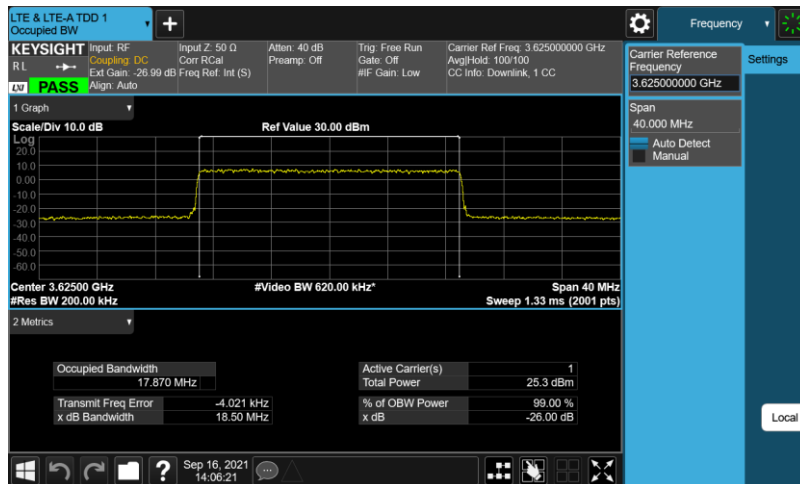 LTE & LTE-A TDD 1
Occupied BW
+
Frequency
KEYSIGHT
R L
LXI
PASS
Input: RF
Coupling: DC
Ext Gain: -26.99 dB
Align: Auto
Input Z: 50 Ω
Corr RCal
Freq Ref: Int (S)
Atten: 40 dB
Preamp: Off
Trig: Free Run
Gate: Off
#IF Gain: Low
Carrier Ref Freq: 3.625000000 GHz
Avg|Hold: 100/100
CC Info: Downlink, 1 CC
Carrier Reference
Frequency
3.625000000 GHz
Settings
Span
40.000 MHz
Auto Detect
Manual
1 Graph
Scale/Div 10.0 dB
Ref Value 30.00 dBm
Log
20.0
10.0
0.00
-10.0
-20.0
-30.0
-40.0
-50.0
-60.0
Center 3.62500 GHz
#Video BW 620.00 kHz*
Span 40 MHz
#Res BW 200.00 kHz
Sweep 1.33 ms (2001 pts)
2 Metrics
Occupied Bandwidth
17.870 MHz
Active Carrier(s) 1
Total Power 25.3 dBm
Transmit Freq Error -4.021 kHz
x dB Bandwidth 18.50 MHz
% of OBW Power 99.00 %
x dB -26.00 dB
Local
?
Sep 16, 2021
14:06:21